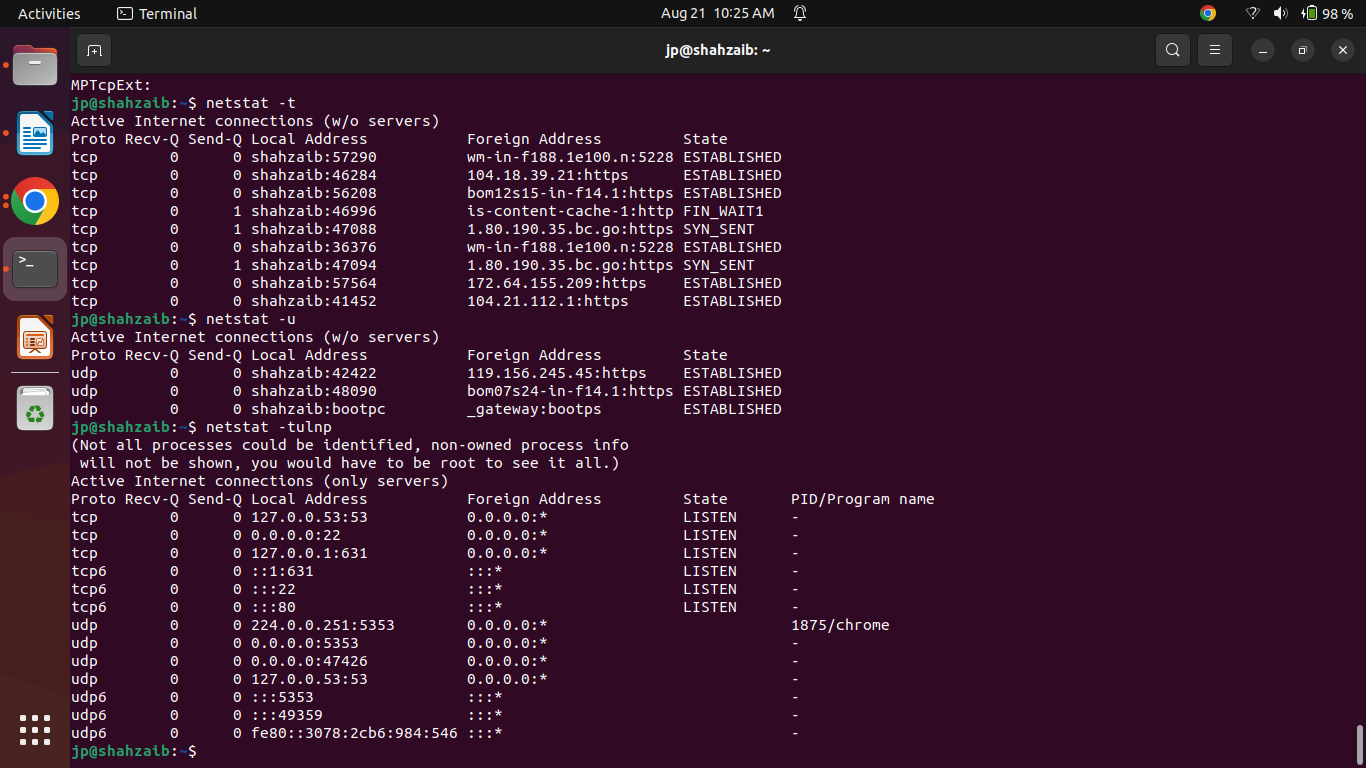 Activities Terminal Aug 21 10:25 AM 98 %
jp@shahzaib: ~
MPTcpExt:
jp@shahzaib:~$ netstat -t
Active Internet connections (w/o servers)
Proto Recv-Q Send-Q Local Address           Foreign Address         State
tcp        0      0 shahzaib:57290          wm-in-f188.1e100.n:5228 ESTABLISHED
tcp        0      0 shahzaib:46284          104.18.39.21:https      ESTABLISHED
tcp        0      0 shahzaib:56208          bom12s15-in-f14.1:https ESTABLISHED
tcp        0      1 shahzaib:46996          is-content-cache-1:http FIN_WAIT1
tcp        0      1 shahzaib:47088          1.80.190.35.bc.go:https SYN_SENT
tcp        0      0 shahzaib:36376          wm-in-f188.1e100.n:5228 ESTABLISHED
tcp        0      1 shahzaib:47094          1.80.190.35.bc.go:https SYN_SENT
tcp        0      0 shahzaib:57564          172.64.155.209:https    ESTABLISHED
tcp        0      0 shahzaib:41452          104.21.112.1:https      ESTABLISHED
jp@shahzaib:~$ netstat -u
Active Internet connections (w/o servers)
Proto Recv-Q Send-Q Local Address           Foreign Address         State
udp        0      0 shahzaib:42422          119.156.245.45:https    ESTABLISHED
udp        0      0 shahzaib:48090          bom07s24-in-f14.1:https ESTABLISHED
udp        0      0 shahzaib:bootpc         _gateway:bootps         ESTABLISHED
jp@shahzaib:~$ netstat -tulnp
(Not all processes could be identified, non-owned process info
 will not be shown, you would have to be root to see it all.)
Active Internet connections (only servers)
Proto Recv-Q Send-Q Local Address           Foreign Address         State       PID/Program name
tcp        0      0 127.0.0.53:53           0.0.0.0:*               LISTEN      -
tcp        0      0 0.0.0.0:22              0.0.0.0:*               LISTEN      -
tcp        0      0 127.0.0.1:631           0.0.0.0:*               LISTEN      -
tcp6       0      0 ::1:631                 :::*                    LISTEN      -
tcp6       0      0 :::22                   :::*                    LISTEN      -
tcp6       0      0 :::80                   :::*                    LISTEN      -
udp        0      0 224.0.0.251:5353        0.0.0.0:*                           1875/chrome
udp        0      0 0.0.0.0:5353            0.0.0.0:*                           -
udp        0      0 0.0.0.0:47426           0.0.0.0:*                           -
udp        0      0 127.0.0.53:53           0.0.0.0:*                           -
udp6       0      0 :::5353                 :::*                                -
udp6       0      0 :::49359                :::*                                -
udp6       0      0 fe80::3078:2cb6:984:546 :::*                                -
jp@shahzaib:~$